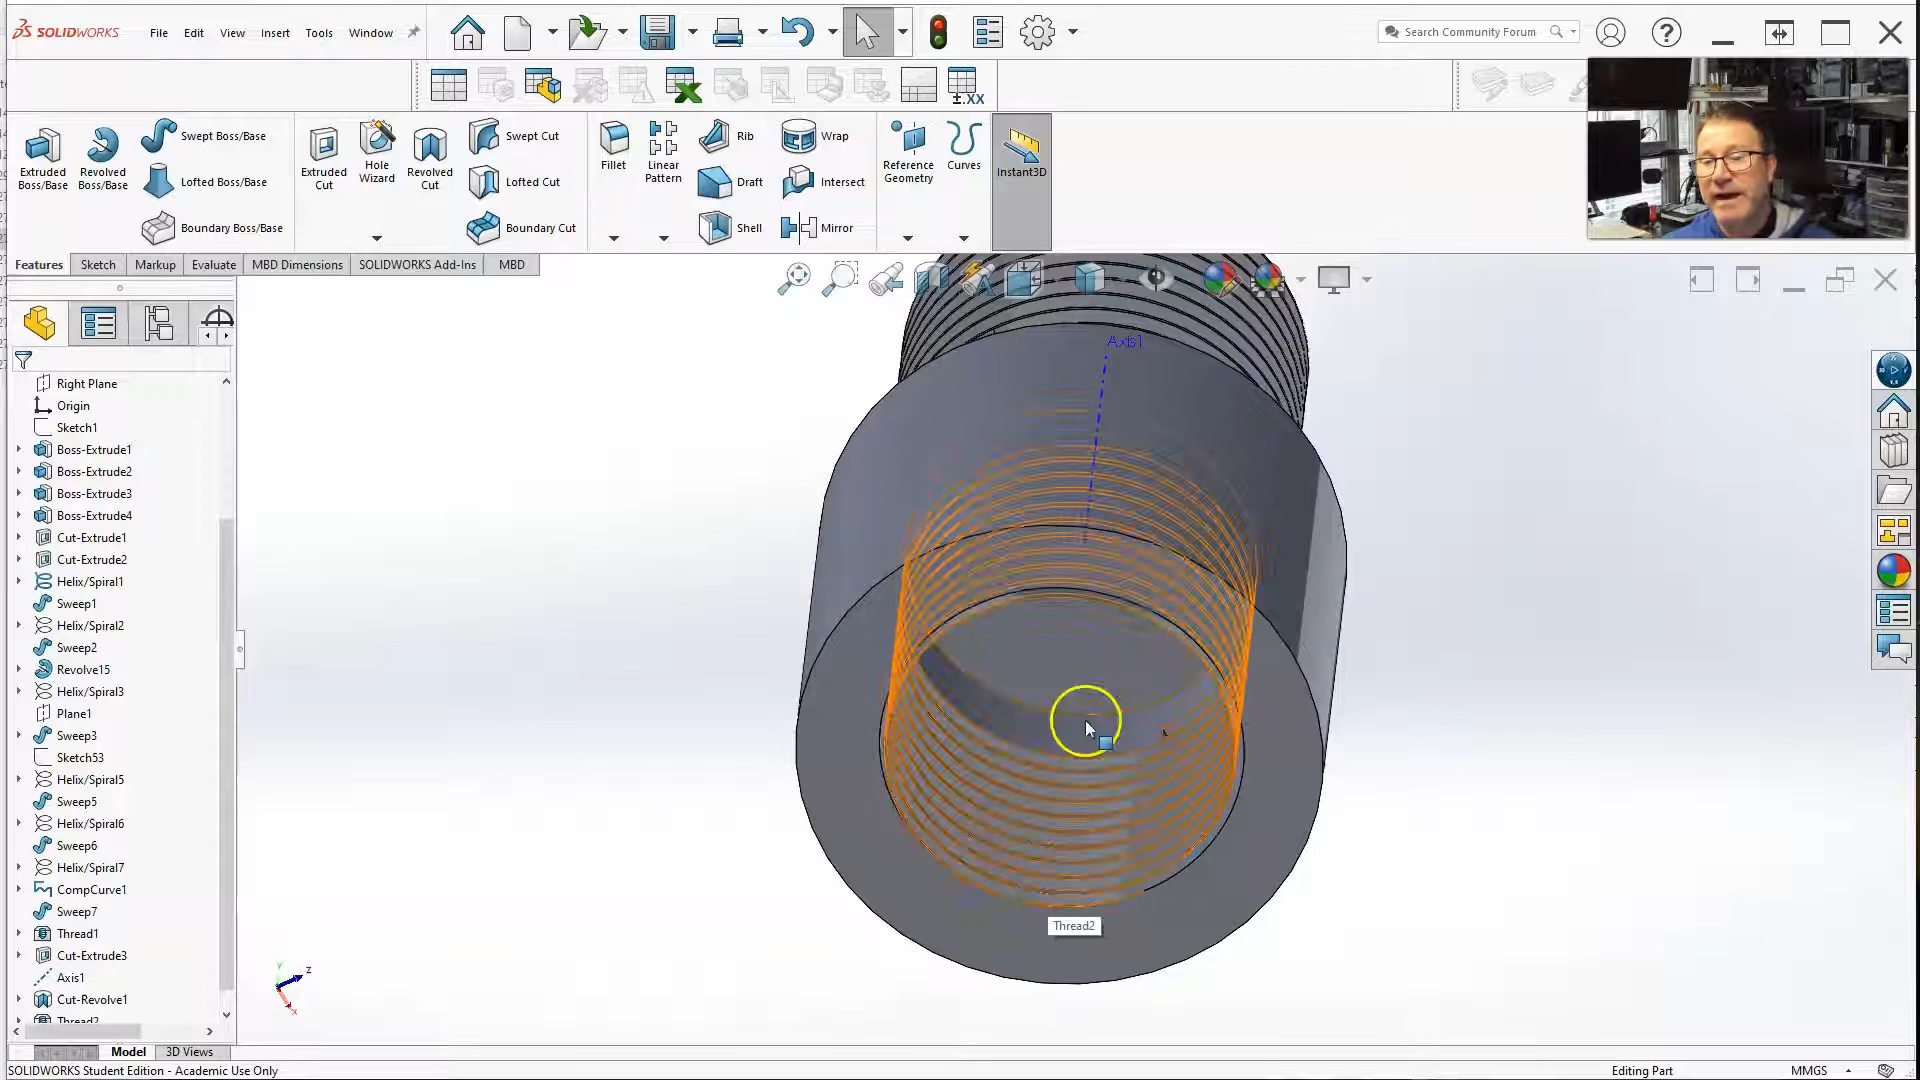 SOLIDWORKS File Edit View Insert Tools Window
Search Community Forum
±.XX
Extruded Boss/Base
Revolved Boss/Base
Swept Boss/Base
Lofted Boss/Base
Boundary Boss/Base
Extruded Cut
Hole Wizard
Revolved Cut
Swept Cut
Lofted Cut
Boundary Cut
Fillet
Linear Pattern
Rib
Draft
Shell
Wrap
Intersect
Mirror
Reference Geometry
Curves
Instant3D
Features Sketch Markup Evaluate MBD Dimensions SOLIDWORKS Add-Ins MBD
Right Plane
Origin
Sketch1
Boss-Extrude1
Boss-Extrude2
Boss-Extrude3
Boss-Extrude4
Cut-Extrude1
Cut-Extrude2
Helix/Spiral1
Sweep1
Helix/Spiral2
Sweep2
Revolve15
Helix/Spiral3
Plane1
Sweep3
Sketch53
Helix/Spiral5
Sweep5
Helix/Spiral6
Sweep6
Helix/Spiral7
CompCurve1
Sweep7
Thread1
Cut-Extrude3
Axis1
Cut-Revolve1
Thread2
Axis1
Thread2
Y
Z
X
Model 3D Views
SOLIDWORKS Student Edition - Academic Use Only
Editing Part
MMGS